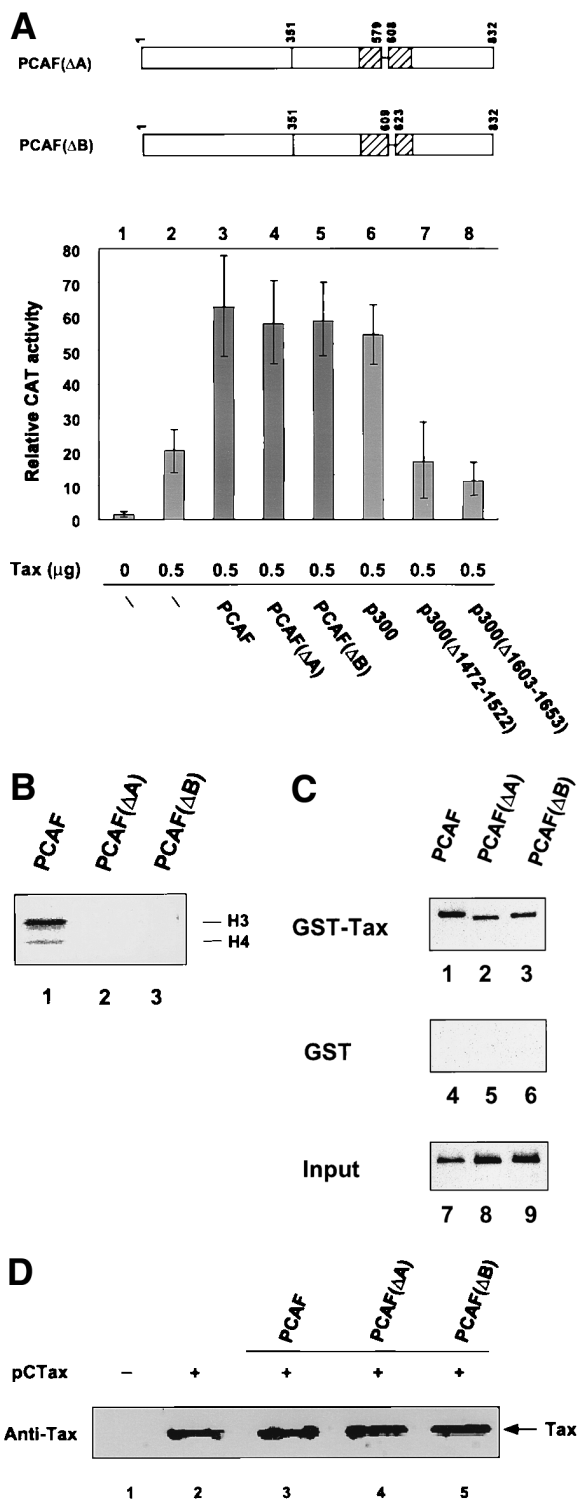 A
1 351 579 608 832
PCAF(ΔA)
1 351 609 623 832
PCAF(ΔB)
1 2 3 4 5 6 7 8
80
70
60
50
40
30
20
10
0
Relative CAT activity
Tax (μg) 0 0.5 0.5 0.5 0.5 0.5 0.5 0.5
/ / PCAF PCAF(ΔA) PCAF(ΔB) p300 p300(Δ1472-1522) p300(Δ1603-1653)
B
PCAF PCAF(ΔA) PCAF(ΔB)
H3
H4
1 2 3
C
PCAF PCAF(ΔA) PCAF(ΔB)
GST-Tax
1 2 3
GST
4 5 6
Input
7 8 9
D
PCAF PCAF(ΔA) PCAF(ΔB)
pCTax – + + + +
Anti-Tax Tax
1 2 3 4 5